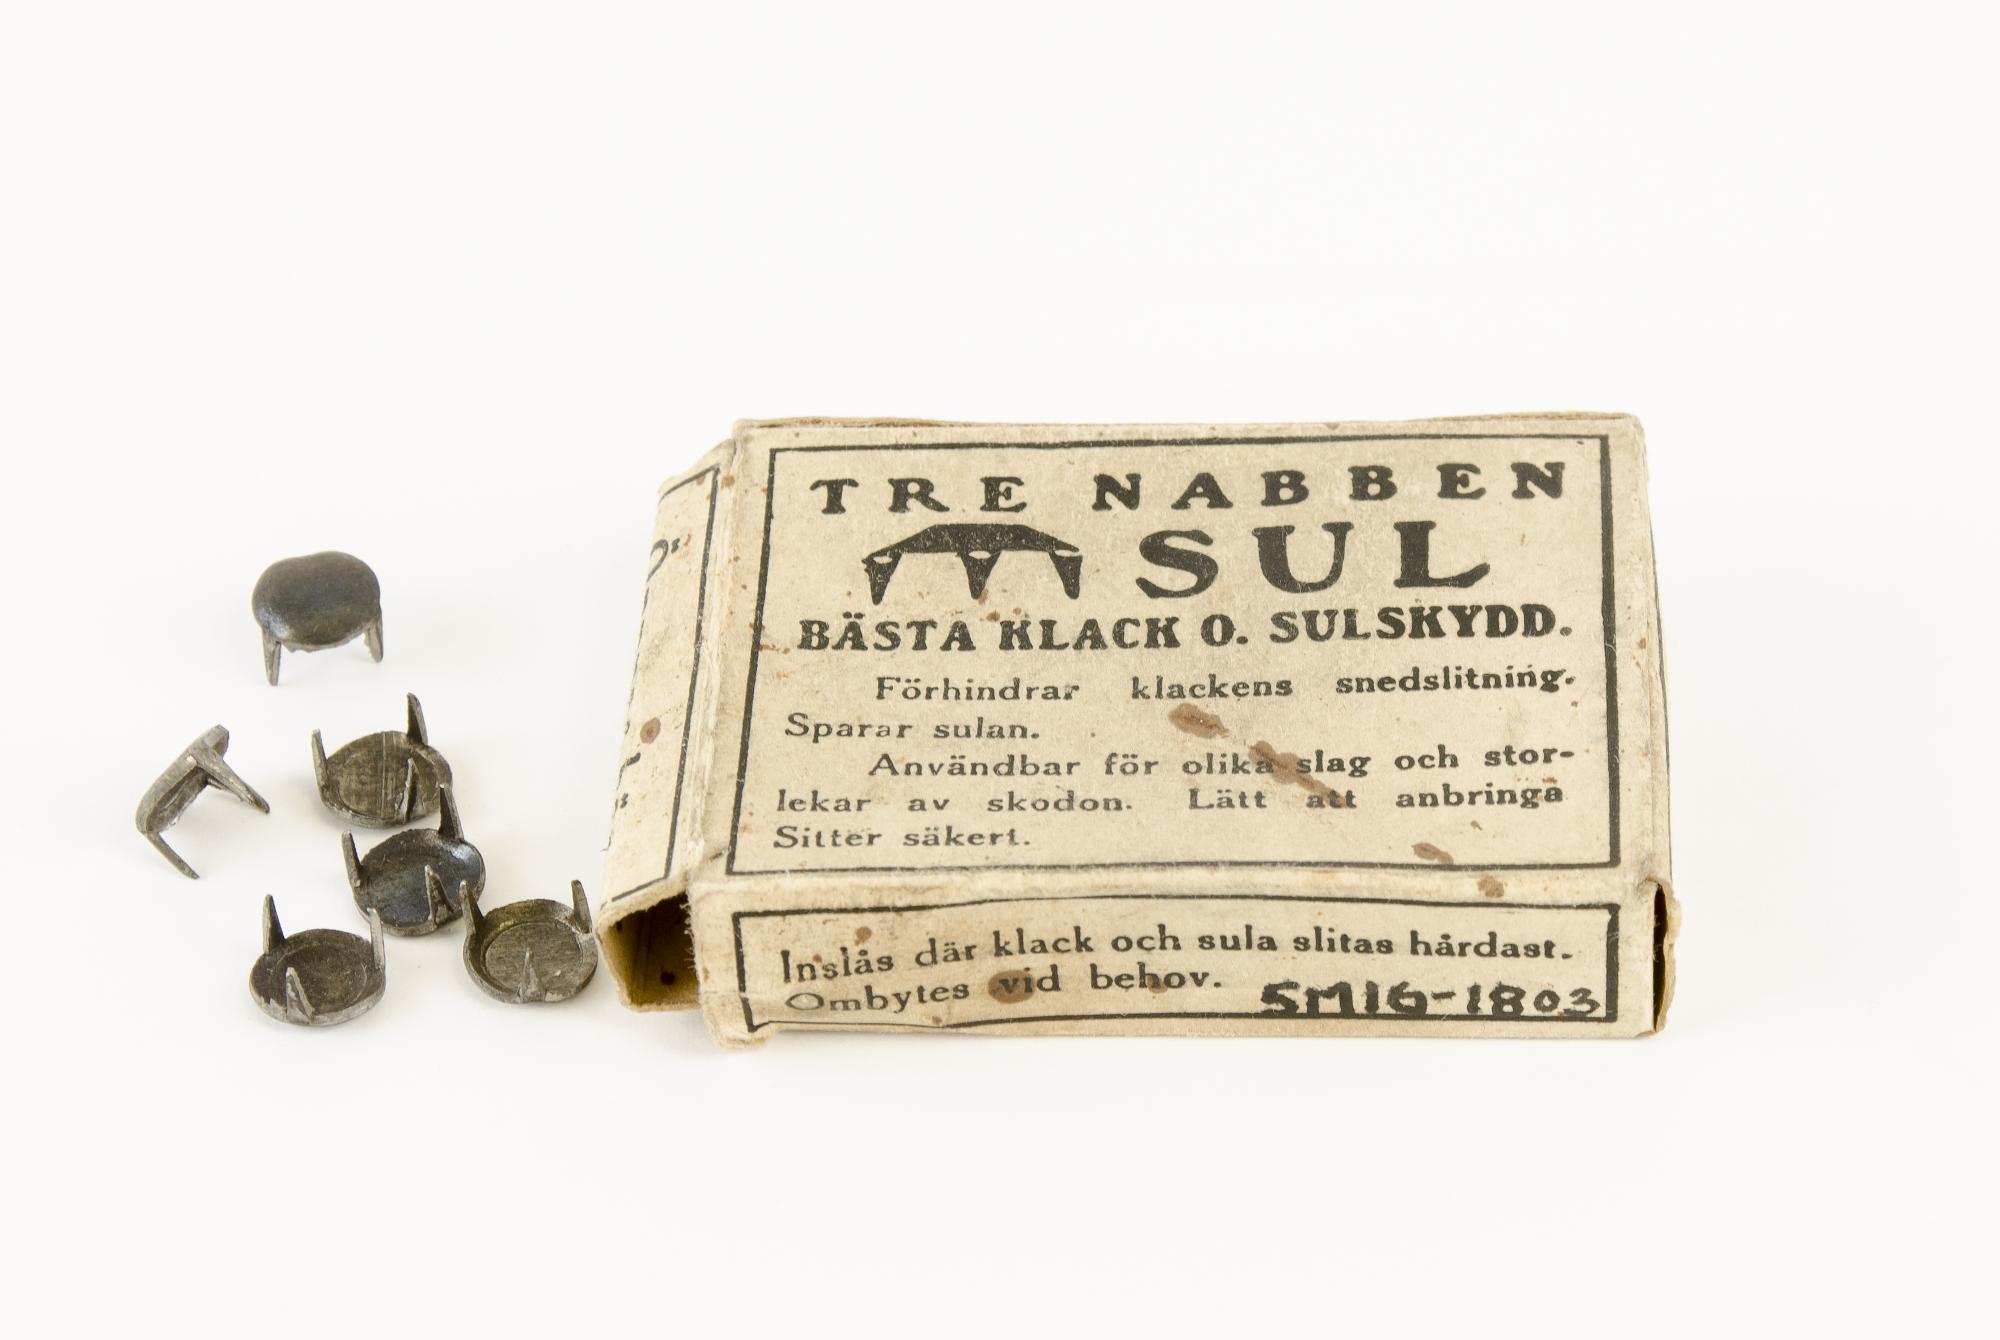 TRE NABBEN
SUL
BÄSTA KLACK O. SULSKYDD.
Förhindrar klackens snedslitning.
Sparar sulan.
Användbar för olika slag och stor-
lekar av skodon. Lätt att anbringa
Sitter säkert.
Inslås där klack och sula slitas hårdast.
Ombytes vid behov.
SM16-1803